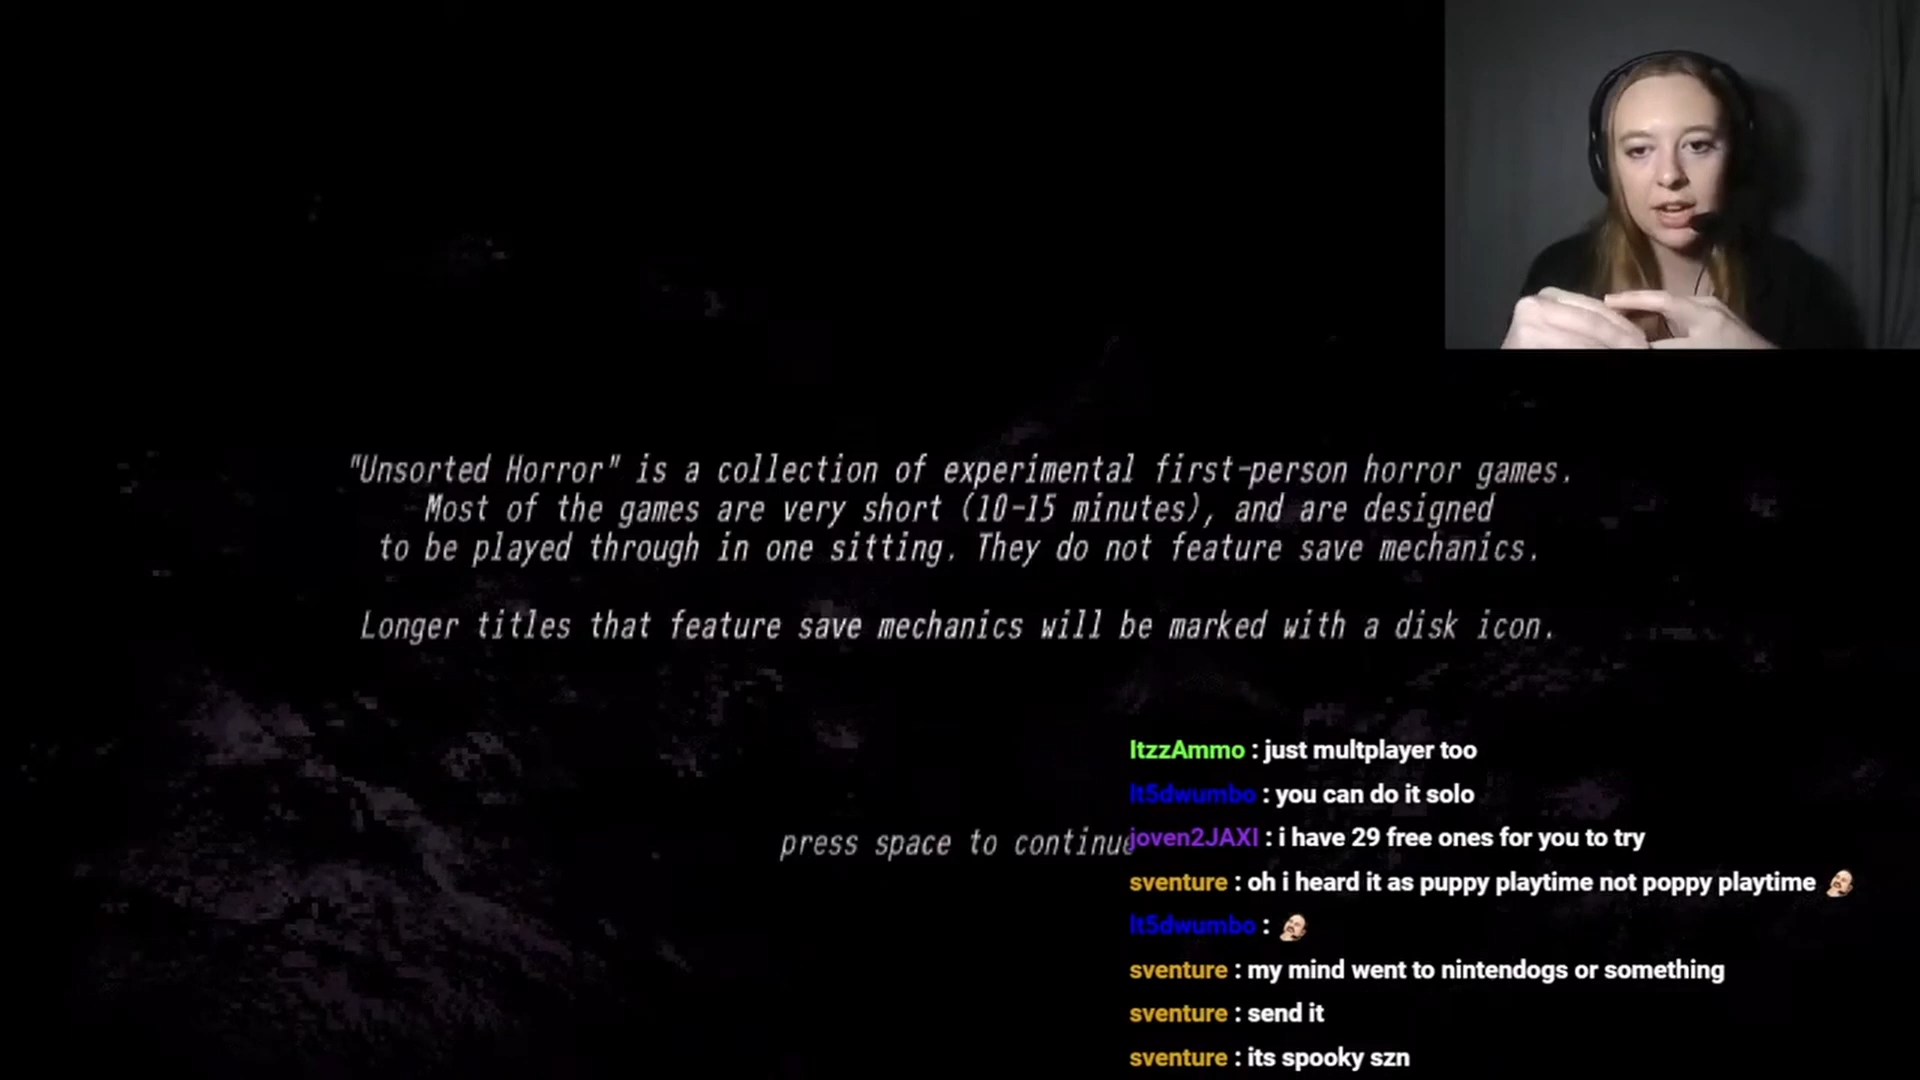 "Unsorted Horror" is a collection of experimental first-person horror games.
Most of the games are very short (10-15 minutes), and are designed
to be played through in one sitting. They do not feature save mechanics.
Longer titles that feature save mechanics will be marked with a disk icon.
press space to continue
ItzzAmmo : just multplayer too
lt5dwumbo : you can do it solo
joven2JAXI : i have 29 free ones for you to try
sventure : oh i heard it as puppy playtime not poppy playtime
lt5dwumbo :
sventure : my mind went to nintendogs or something
sventure : send it
sventure : its spooky szn